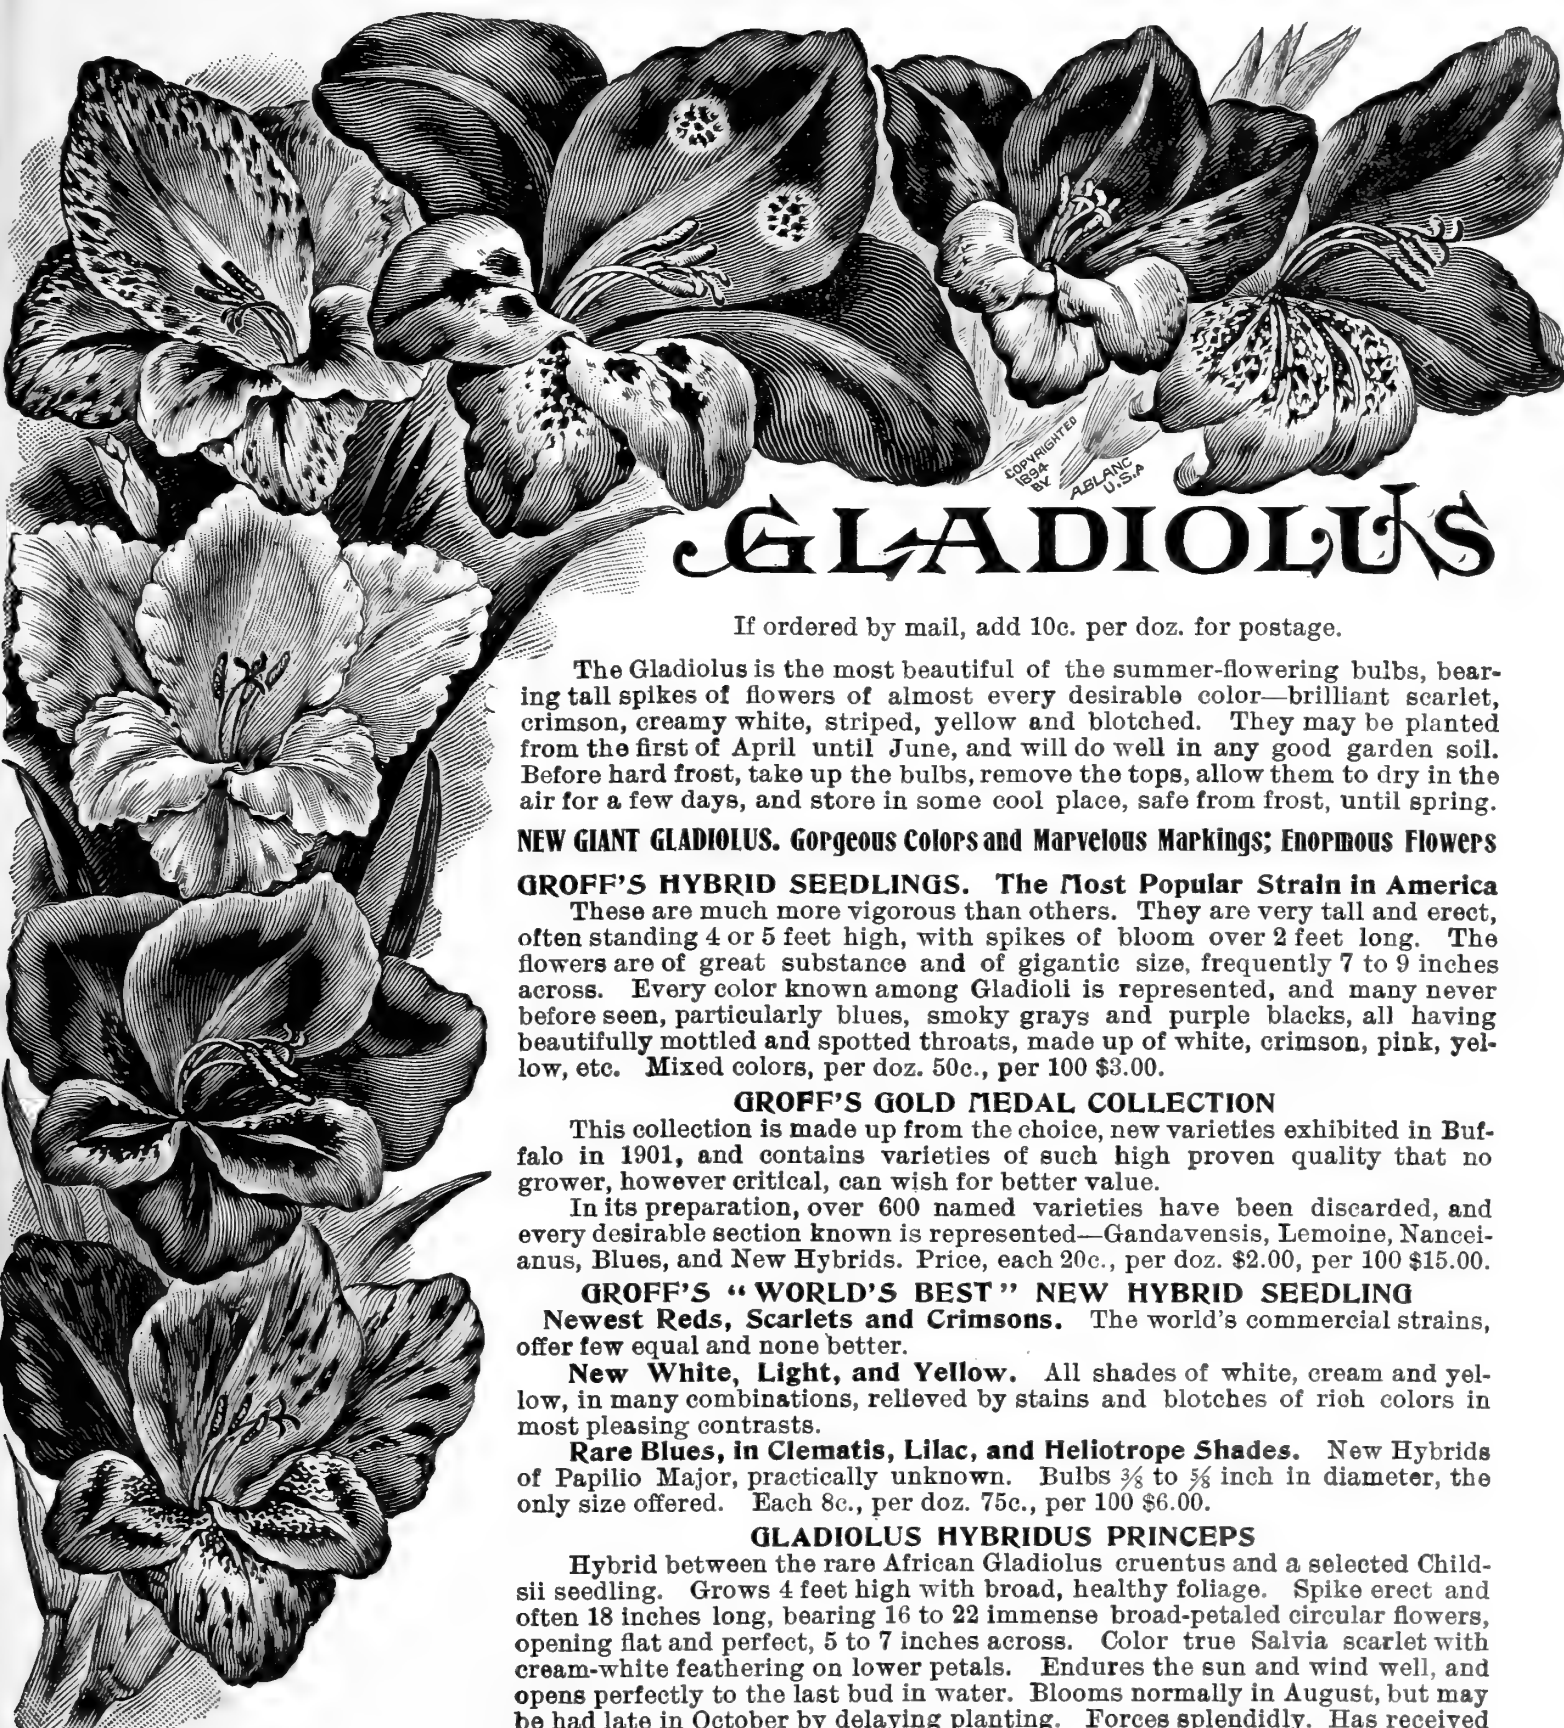 COPYRIGHTED
1894
BY
A.BLANC
U.S.A
GLADIOLUS
If ordered by mail, add 10c. per doz. for postage.
The Gladiolus is the most beautiful of the summer-flowering bulbs, bear-
ing tall spikes of flowers of almost every desirable color—brilliant scarlet,
crimson, creamy white, striped, yellow and blotched. They may be planted
from the first of April until June, and will do well in any good garden soil.
Before hard frost, take up the bulbs, remove the tops, allow them to dry in the
air for a few days, and store in some cool place, safe from frost, until spring.
NEW GIANT GLADIOLUS. Gorgeous Colors and Marvelous Markings; Enormous Flowers
GROFF'S HYBRID SEEDLINGS. The Most Popular Strain in America
These are much more vigorous than others. They are very tall and erect,
often standing 4 or 5 feet high, with spikes of bloom over 2 feet long. The
flowers are of great substance and of gigantic size, frequently 7 to 9 inches
across. Every color known among Gladioli is represented, and many never
before seen, particularly blues, smoky grays and purple blacks, all having
beautifully mottled and spotted throats, made up of white, crimson, pink, yel-
low, etc. Mixed colors, per doz. 50c., per 100 $3.00.
GROFF'S GOLD MEDAL COLLECTION
This collection is made up from the choice, new varieties exhibited in Buf-
falo in 1901, and contains varieties of such high proven quality that no
grower, however critical, can wish for better value.
In its preparation, over 600 named varieties have been discarded, and
every desirable section known is represented—Gandavensis, Lemoine, Nancei-
anus, Blues, and New Hybrids. Price, each 20c., per doz. $2.00, per 100 $15.00.
GROFF'S "WORLD'S BEST" NEW HYBRID SEEDLING
Newest Reds, Scarlets and Crimsons. The world's commercial strains,
offer few equal and none better.
New White, Light, and Yellow. All shades of white, cream and yel-
low, in many combinations, relieved by stains and blotches of rich colors in
most pleasing contrasts.
Rare Blues, in Clematis, Lilac, and Heliotrope Shades. New Hybrids
of Papilio Major, practically unknown. Bulbs ⅜ to ⅝ inch in diameter, the
only size offered. Each 8c., per doz. 75c., per 100 $6.00.
GLADIOLUS HYBRIDUS PRINCEPS
Hybrid between the rare African Gladiolus cruentus and a selected Child-
sii seedling. Grows 4 feet high with broad, healthy foliage. Spike erect and
often 18 inches long, bearing 16 to 22 immense broad-petaled circular flowers,
opening flat and perfect, 5 to 7 inches across. Color true Salvia scarlet with
cream-white feathering on lower petals. Endures the sun and wind well, and
opens perfectly to the last bud in water. Blooms normally in August, but may
be had late in October by delaying planting. Forces splendidly. Has received